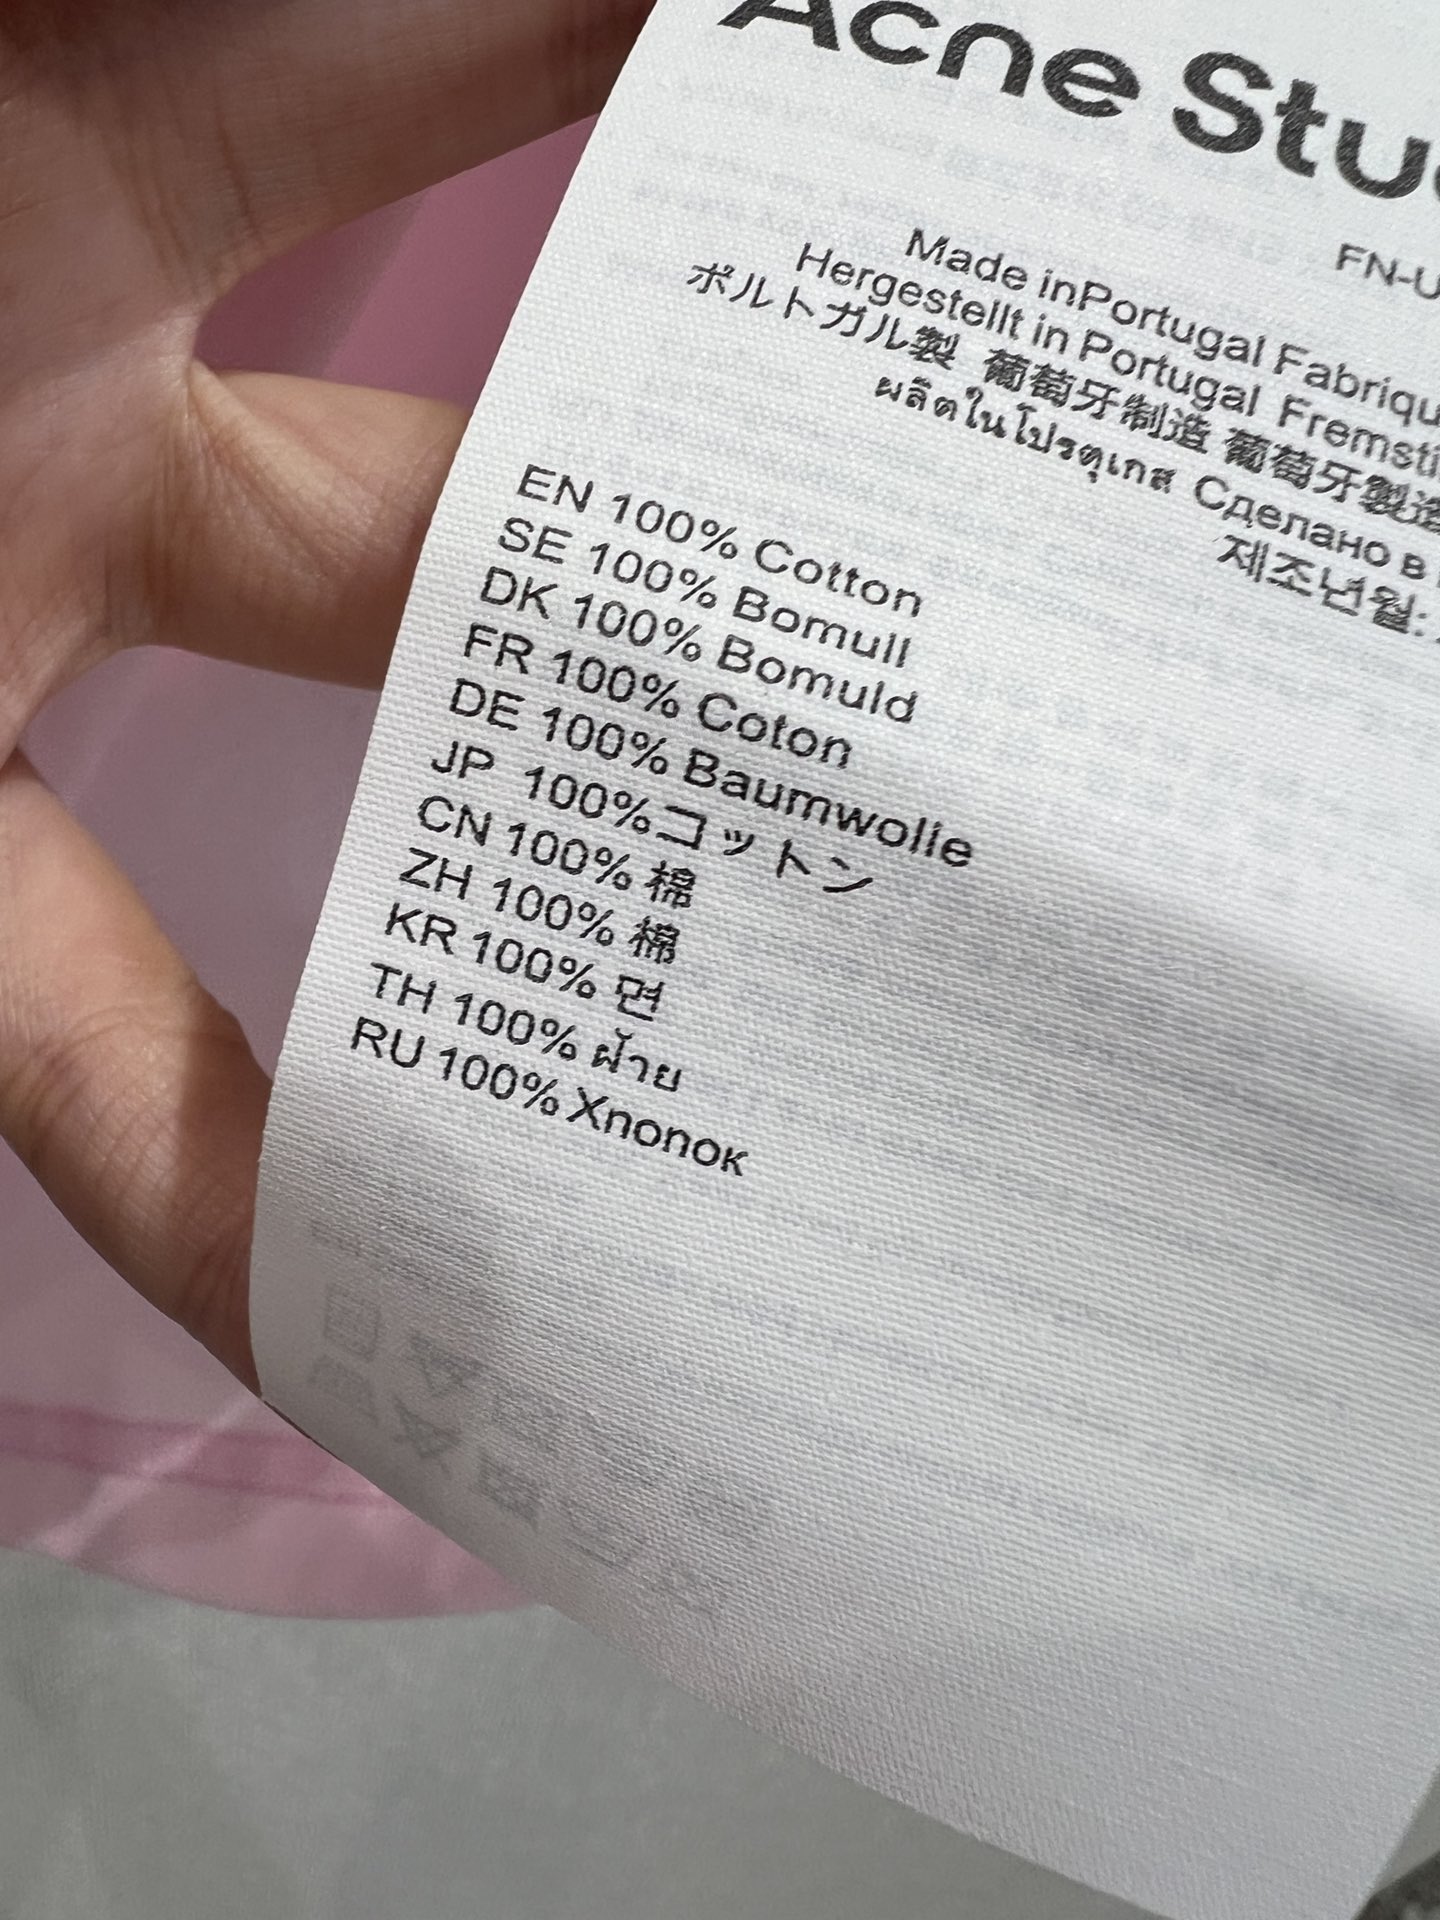 Acne Stu
FN-U
Made inPortugal Fabriqu
Hergestellt in Portugal Fremsti
ポルトガル製 葡萄牙制造 葡萄牙製造
ผลิตในโปรตุเกส Сделано в
제조년월:
EN 100% Cotton
SE 100% Bomull
DK 100% Bomuld
FR 100% Coton
DE 100% Baumwolle
JP 100%コットン
CN 100% 棉
ZH 100% 棉
KR 100% 면
TH 100% ฝ้าย
RU 100% Хлопок